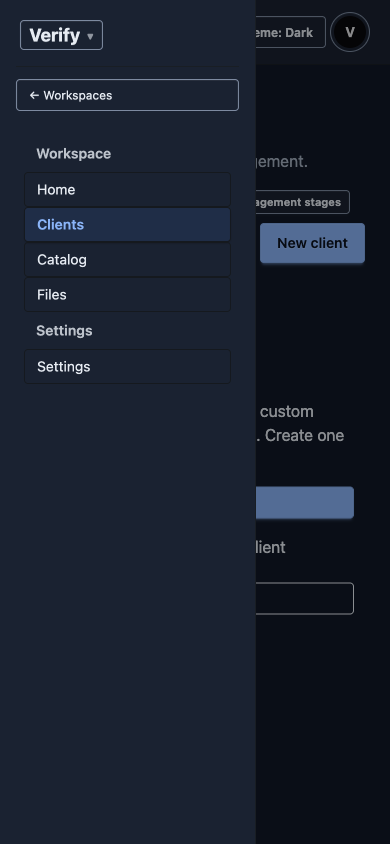 Verify ▾
eme: Dark
V
← Workspaces
Workspace
gement.
Home
agement stages
Clients
New client
Catalog
Files
Settings
Settings
custom
. Create one
lient